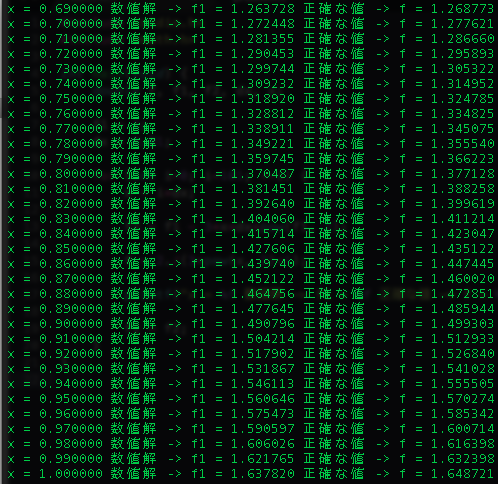 x = 0.690000 数値解 -> f1 = 1.263728 正確な値 -> f = 1.268773
x = 0.700000 数値解 -> f1 = 1.272448 正確な値 -> f = 1.277621
x = 0.710000 数値解 -> f1 = 1.281355 正確な値 -> f = 1.286660
x = 0.720000 数値解 -> f1 = 1.290453 正確な値 -> f = 1.295893
x = 0.730000 数値解 -> f1 = 1.299744 正確な値 -> f = 1.305322
x = 0.740000 数値解 -> f1 = 1.309232 正確な値 -> f = 1.314952
x = 0.750000 数値解 -> f1 = 1.318920 正確な値 -> f = 1.324785
x = 0.760000 数値解 -> f1 = 1.328812 正確な値 -> f = 1.334825
x = 0.770000 数値解 -> f1 = 1.338911 正確な値 -> f = 1.345075
x = 0.780000 数値解 -> f1 = 1.349221 正確な値 -> f = 1.355540
x = 0.790000 数値解 -> f1 = 1.359745 正確な値 -> f = 1.366223
x = 0.800000 数値解 -> f1 = 1.370487 正確な値 -> f = 1.377128
x = 0.810000 数値解 -> f1 = 1.381451 正確な値 -> f = 1.388258
x = 0.820000 数値解 -> f1 = 1.392640 正確な値 -> f = 1.399619
x = 0.830000 数値解 -> f1 = 1.404060 正確な値 -> f = 1.411214
x = 0.840000 数値解 -> f1 = 1.415714 正確な値 -> f = 1.423047
x = 0.850000 数値解 -> f1 = 1.427606 正確な値 -> f = 1.435122
x = 0.860000 数値解 -> f1 = 1.439740 正確な値 -> f = 1.447445
x = 0.870000 数値解 -> f1 = 1.452122 正確な値 -> f = 1.460020
x = 0.880000 数値解 -> f1 = 1.464756 正確な値 -> f = 1.472851
x = 0.890000 数値解 -> f1 = 1.477645 正確な値 -> f = 1.485944
x = 0.900000 数値解 -> f1 = 1.490796 正確な値 -> f = 1.499303
x = 0.910000 数値解 -> f1 = 1.504214 正確な値 -> f = 1.512933
x = 0.920000 数値解 -> f1 = 1.517902 正確な値 -> f = 1.526840
x = 0.930000 数値解 -> f1 = 1.531867 正確な値 -> f = 1.541028
x = 0.940000 数値解 -> f1 = 1.546113 正確な値 -> f = 1.555505
x = 0.950000 数値解 -> f1 = 1.560646 正確な値 -> f = 1.570274
x = 0.960000 数値解 -> f1 = 1.575473 正確な値 -> f = 1.585342
x = 0.970000 数値解 -> f1 = 1.590597 正確な値 -> f = 1.600714
x = 0.980000 数値解 -> f1 = 1.606026 正確な値 -> f = 1.616398
x = 0.990000 数値解 -> f1 = 1.621765 正確な値 -> f = 1.632398
x = 1.000000 数値解 -> f1 = 1.637820 正確な値 -> f = 1.648721